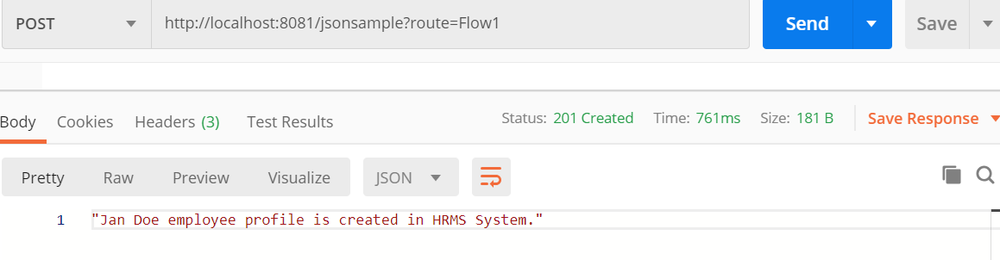 POST http://localhost:8081/jsonsample?route=Flow1 Send Save
Body Cookies Headers (3) Test Results Status: 201 Created Time: 761ms Size: 181 B Save Response
Pretty Raw Preview Visualize JSON
1 "Jan Doe employee profile is created in HRMS System."